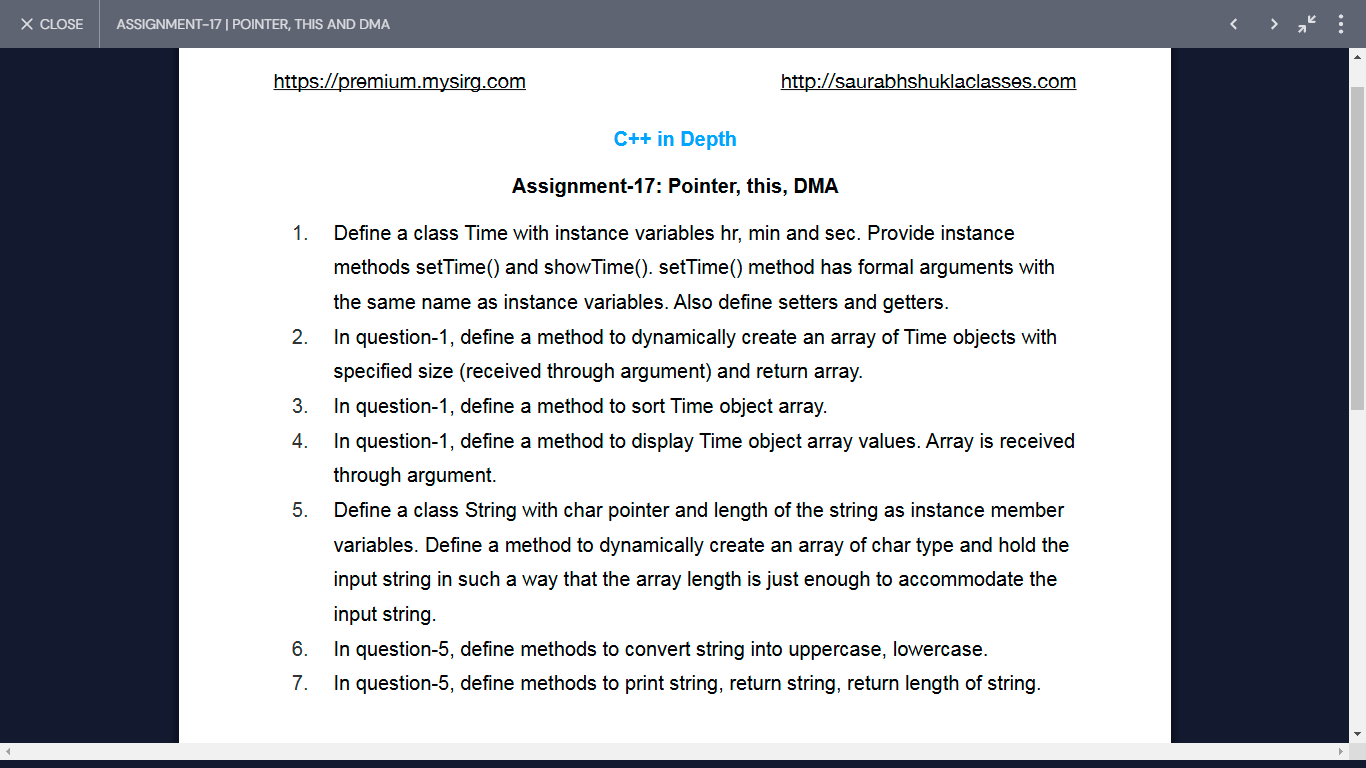 CLOSE
ASSIGNMENT-17 | POINTER, THIS AND DMA
https://premium.mysirg.com
http://saurabhshuklaclasses.com
C++ in Depth
Assignment-17: Pointer, this, DMA
1. Define a class Time with instance variables hr, min and sec. Provide instance
methods setTime() and showTime(). setTime() method has formal arguments with
the same name as instance variables. Also define setters and getters.
2. In question-1, define a method to dynamically create an array of Time objects with
specified size (received through argument) and return array.
3. In question-1, define a method to sort Time object array.
4. In question-1, define a method to display Time object array values. Array is received
through argument.
5. Define a class String with char pointer and length of the string as instance member
variables. Define a method to dynamically create an array of char type and hold the
input string in such a way that the array length is just enough to accommodate the
input string.
6. In question-5, define methods to convert string into uppercase, lowercase.
7. In question-5, define methods to print string, return string, return length of string.